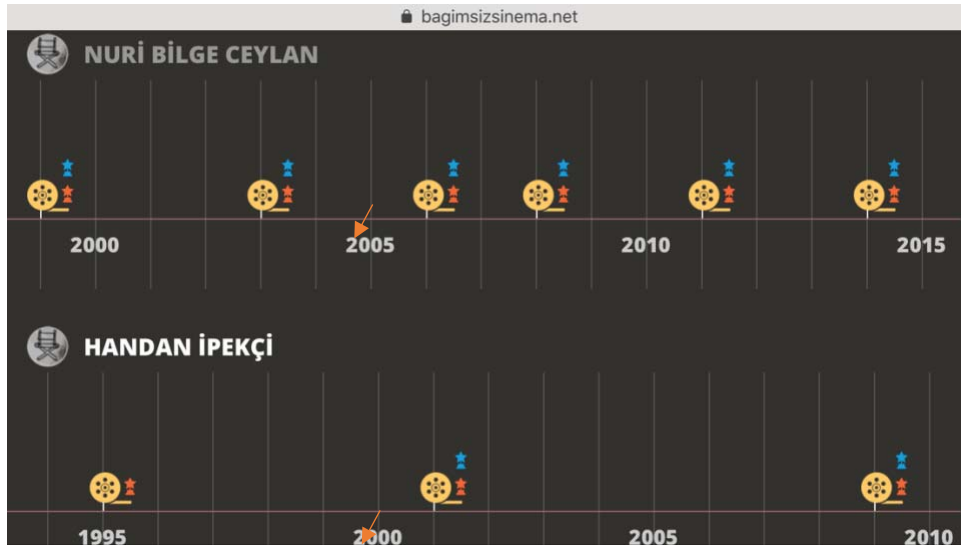 bagimsizsinema.net
NURİ BİLGE CEYLAN
2000 2005 2010 2015
HANDAN İPEKÇİ
1995 2000 2005 2010